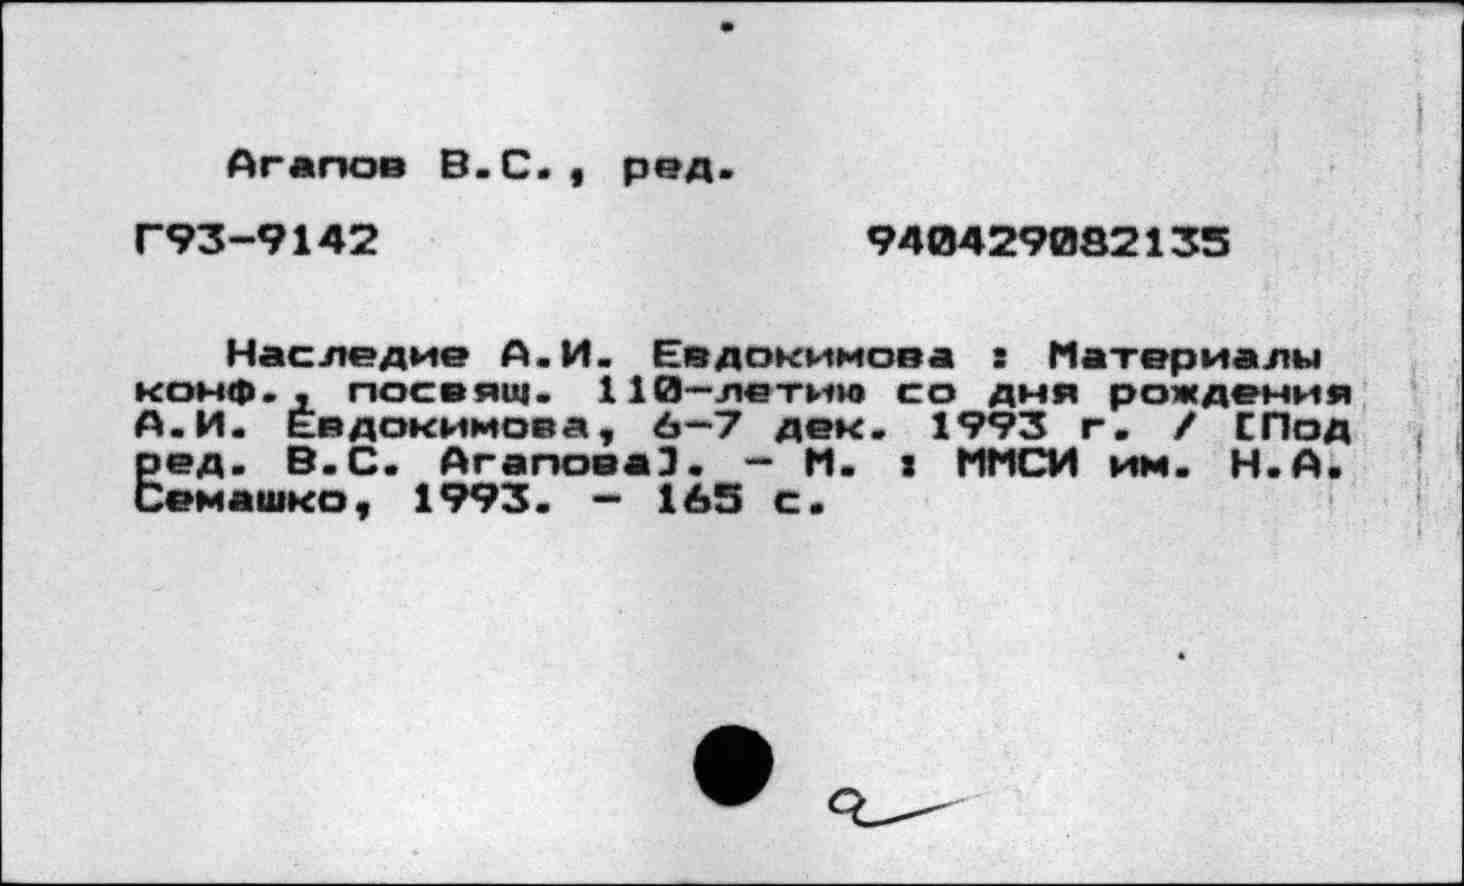 Агапов В.С., ред.
Г93-9142 940429082135
Наследие А.И. Евдокимова : Материалы
конф., посвящ. 110-летию со дня рождения
А.И. Евдокимова, 6-7 дек. 1993 г. / [Под
ред. В.С. Агапова]. - М. : ММСИ им. Н.А.
Семашко, 1993. - 165 с.